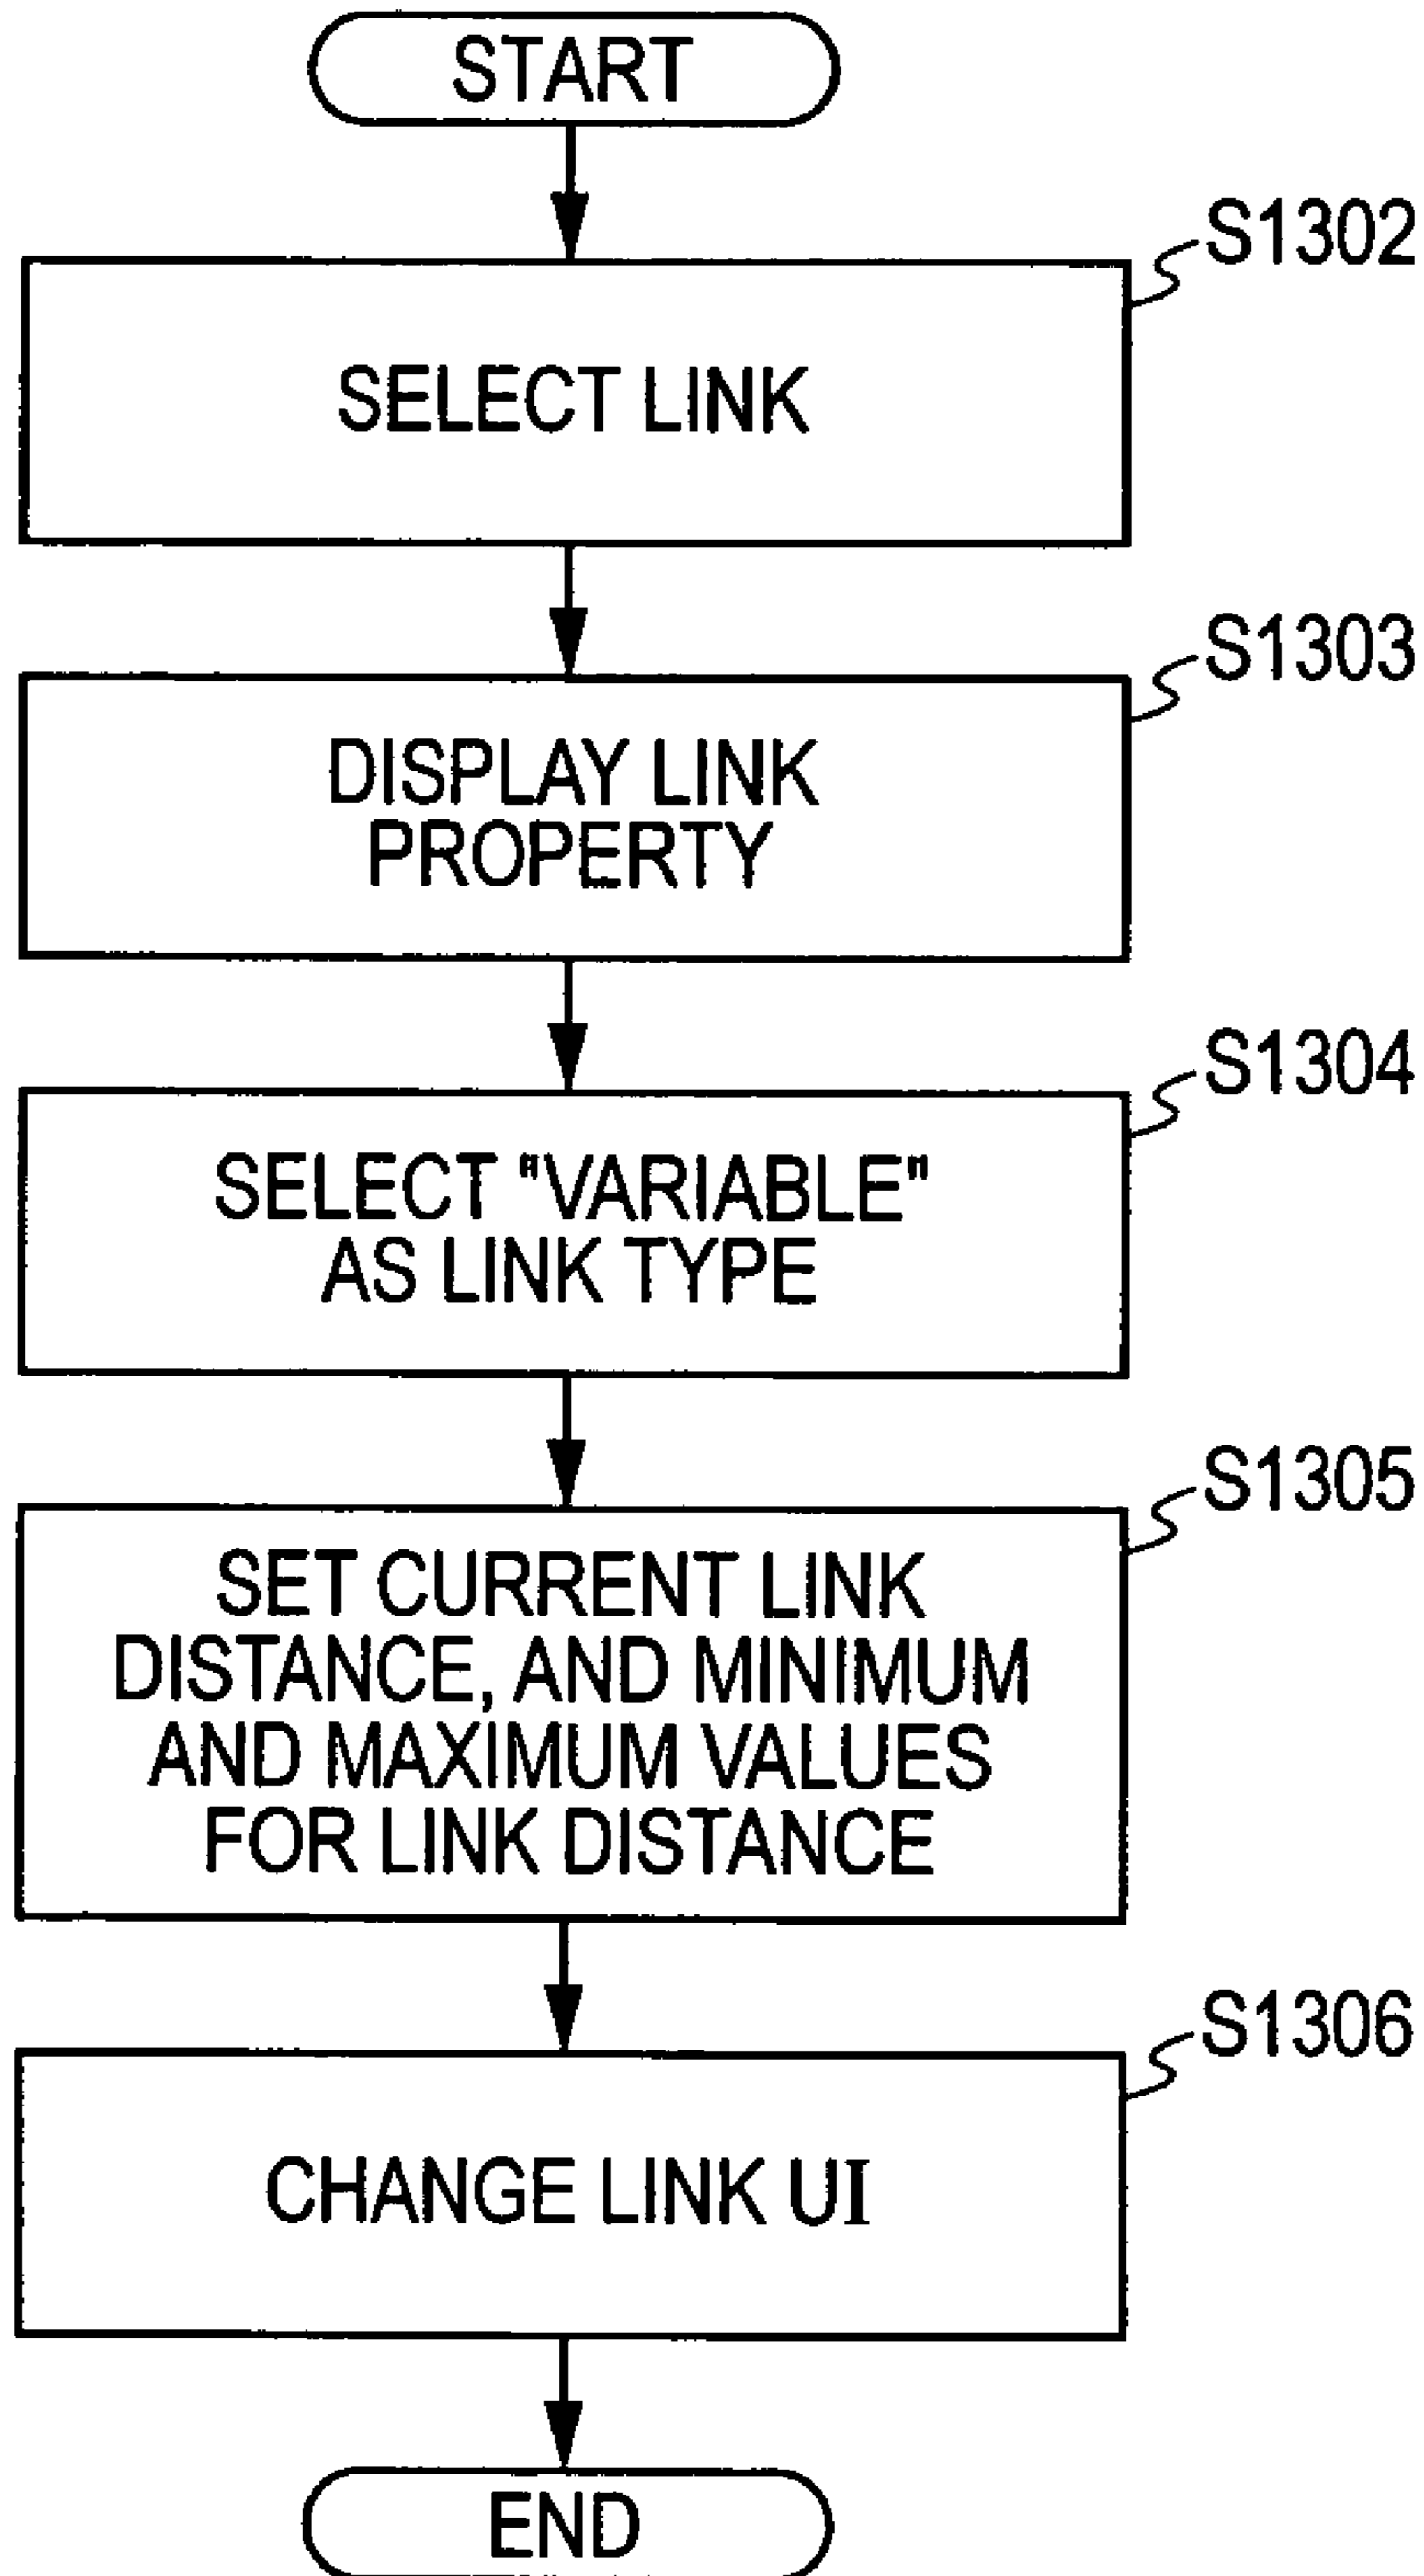 START
S1302
SELECT LINK
S1303
DISPLAY LINK
PROPERTY
S1304
SELECT "VARIABLE"
AS LINK TYPE
S1305
SET CURRENT LINK
DISTANCE, AND MINIMUM
AND MAXIMUM VALUES
FOR LINK DISTANCE
S1306
CHANGE LINK UI
END